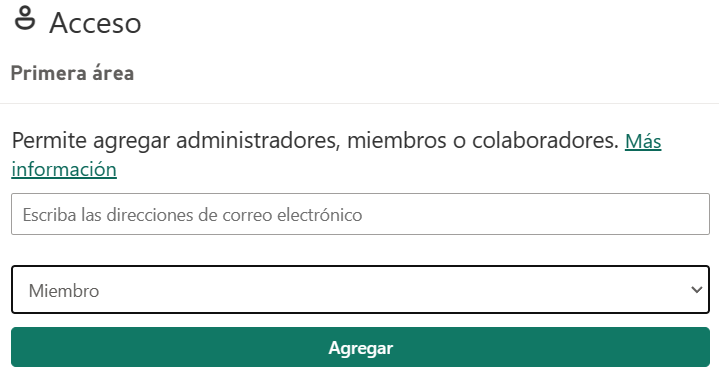 Acceso
Primera área
Permite agregar administradores, miembros o colaboradores. Más
información
Escriba las direcciones de correo electrónico
Miembro
Agregar